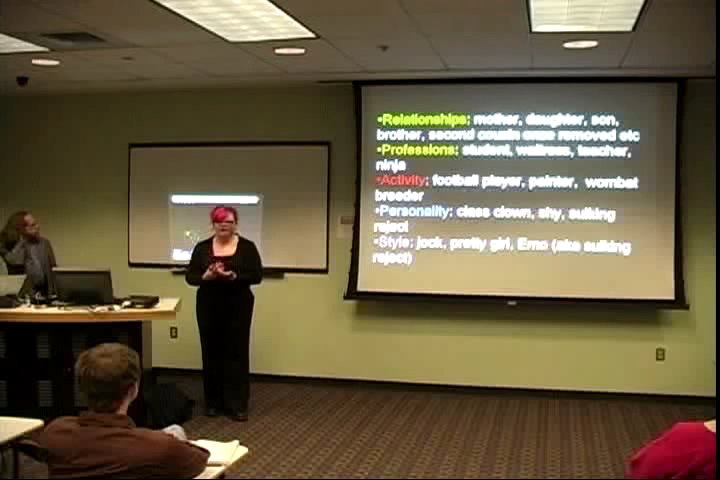 •Relationships: mother, daughter, son,
brother, second cousin once removed etc
•Professions: student, waitress, teacher,
ninja
•Activity: football player, painter, wombat
breeder
•Personality: class clown, shy, sulking
reject
•Style: jock, pretty girl, Emo (aka sulking
reject)